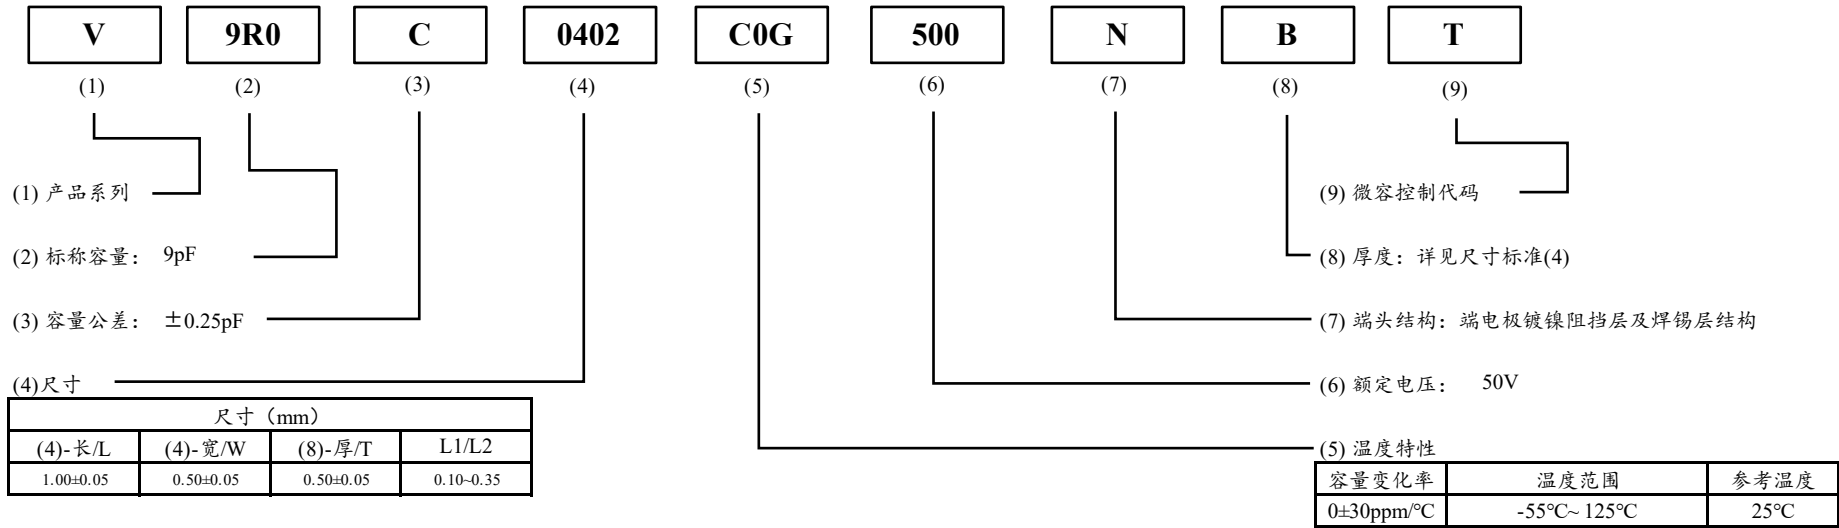 V 9R0 C 0402 C0G 500 N B T
(1) (2) (3) (4) (5) (6) (7) (8) (9)
(1) 产品系列
(9) 微容控制代码
(2) 标称容量： 9pF
(8) 厚度：详见尺寸标准(4)
(3) 容量公差： ±0.25pF
(7) 端头结构：端电极镀镍阻挡层及焊锡层结构
(4)尺寸
(6) 额定电压： 50V
尺寸（mm）
(4)-长/L (4)-宽/W (8)-厚/T L1/L2
1.00±0.05 0.50±0.05 0.50±0.05 0.10~0.35
(5) 温度特性
容量变化率 温度范围 参考温度
0±30ppm/℃ -55℃~ 125℃ 25℃